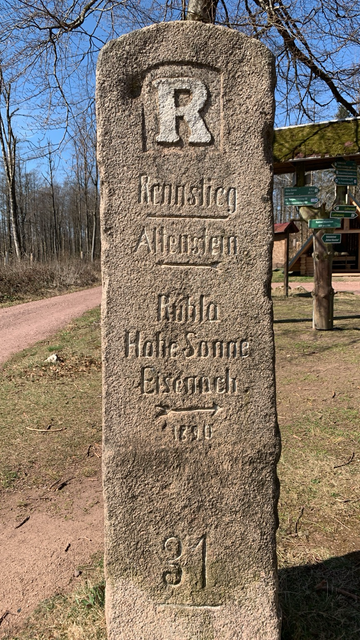 R
Rennstieg
Altenstein
Ruhla
Hohe Sonne
Eisenach
31